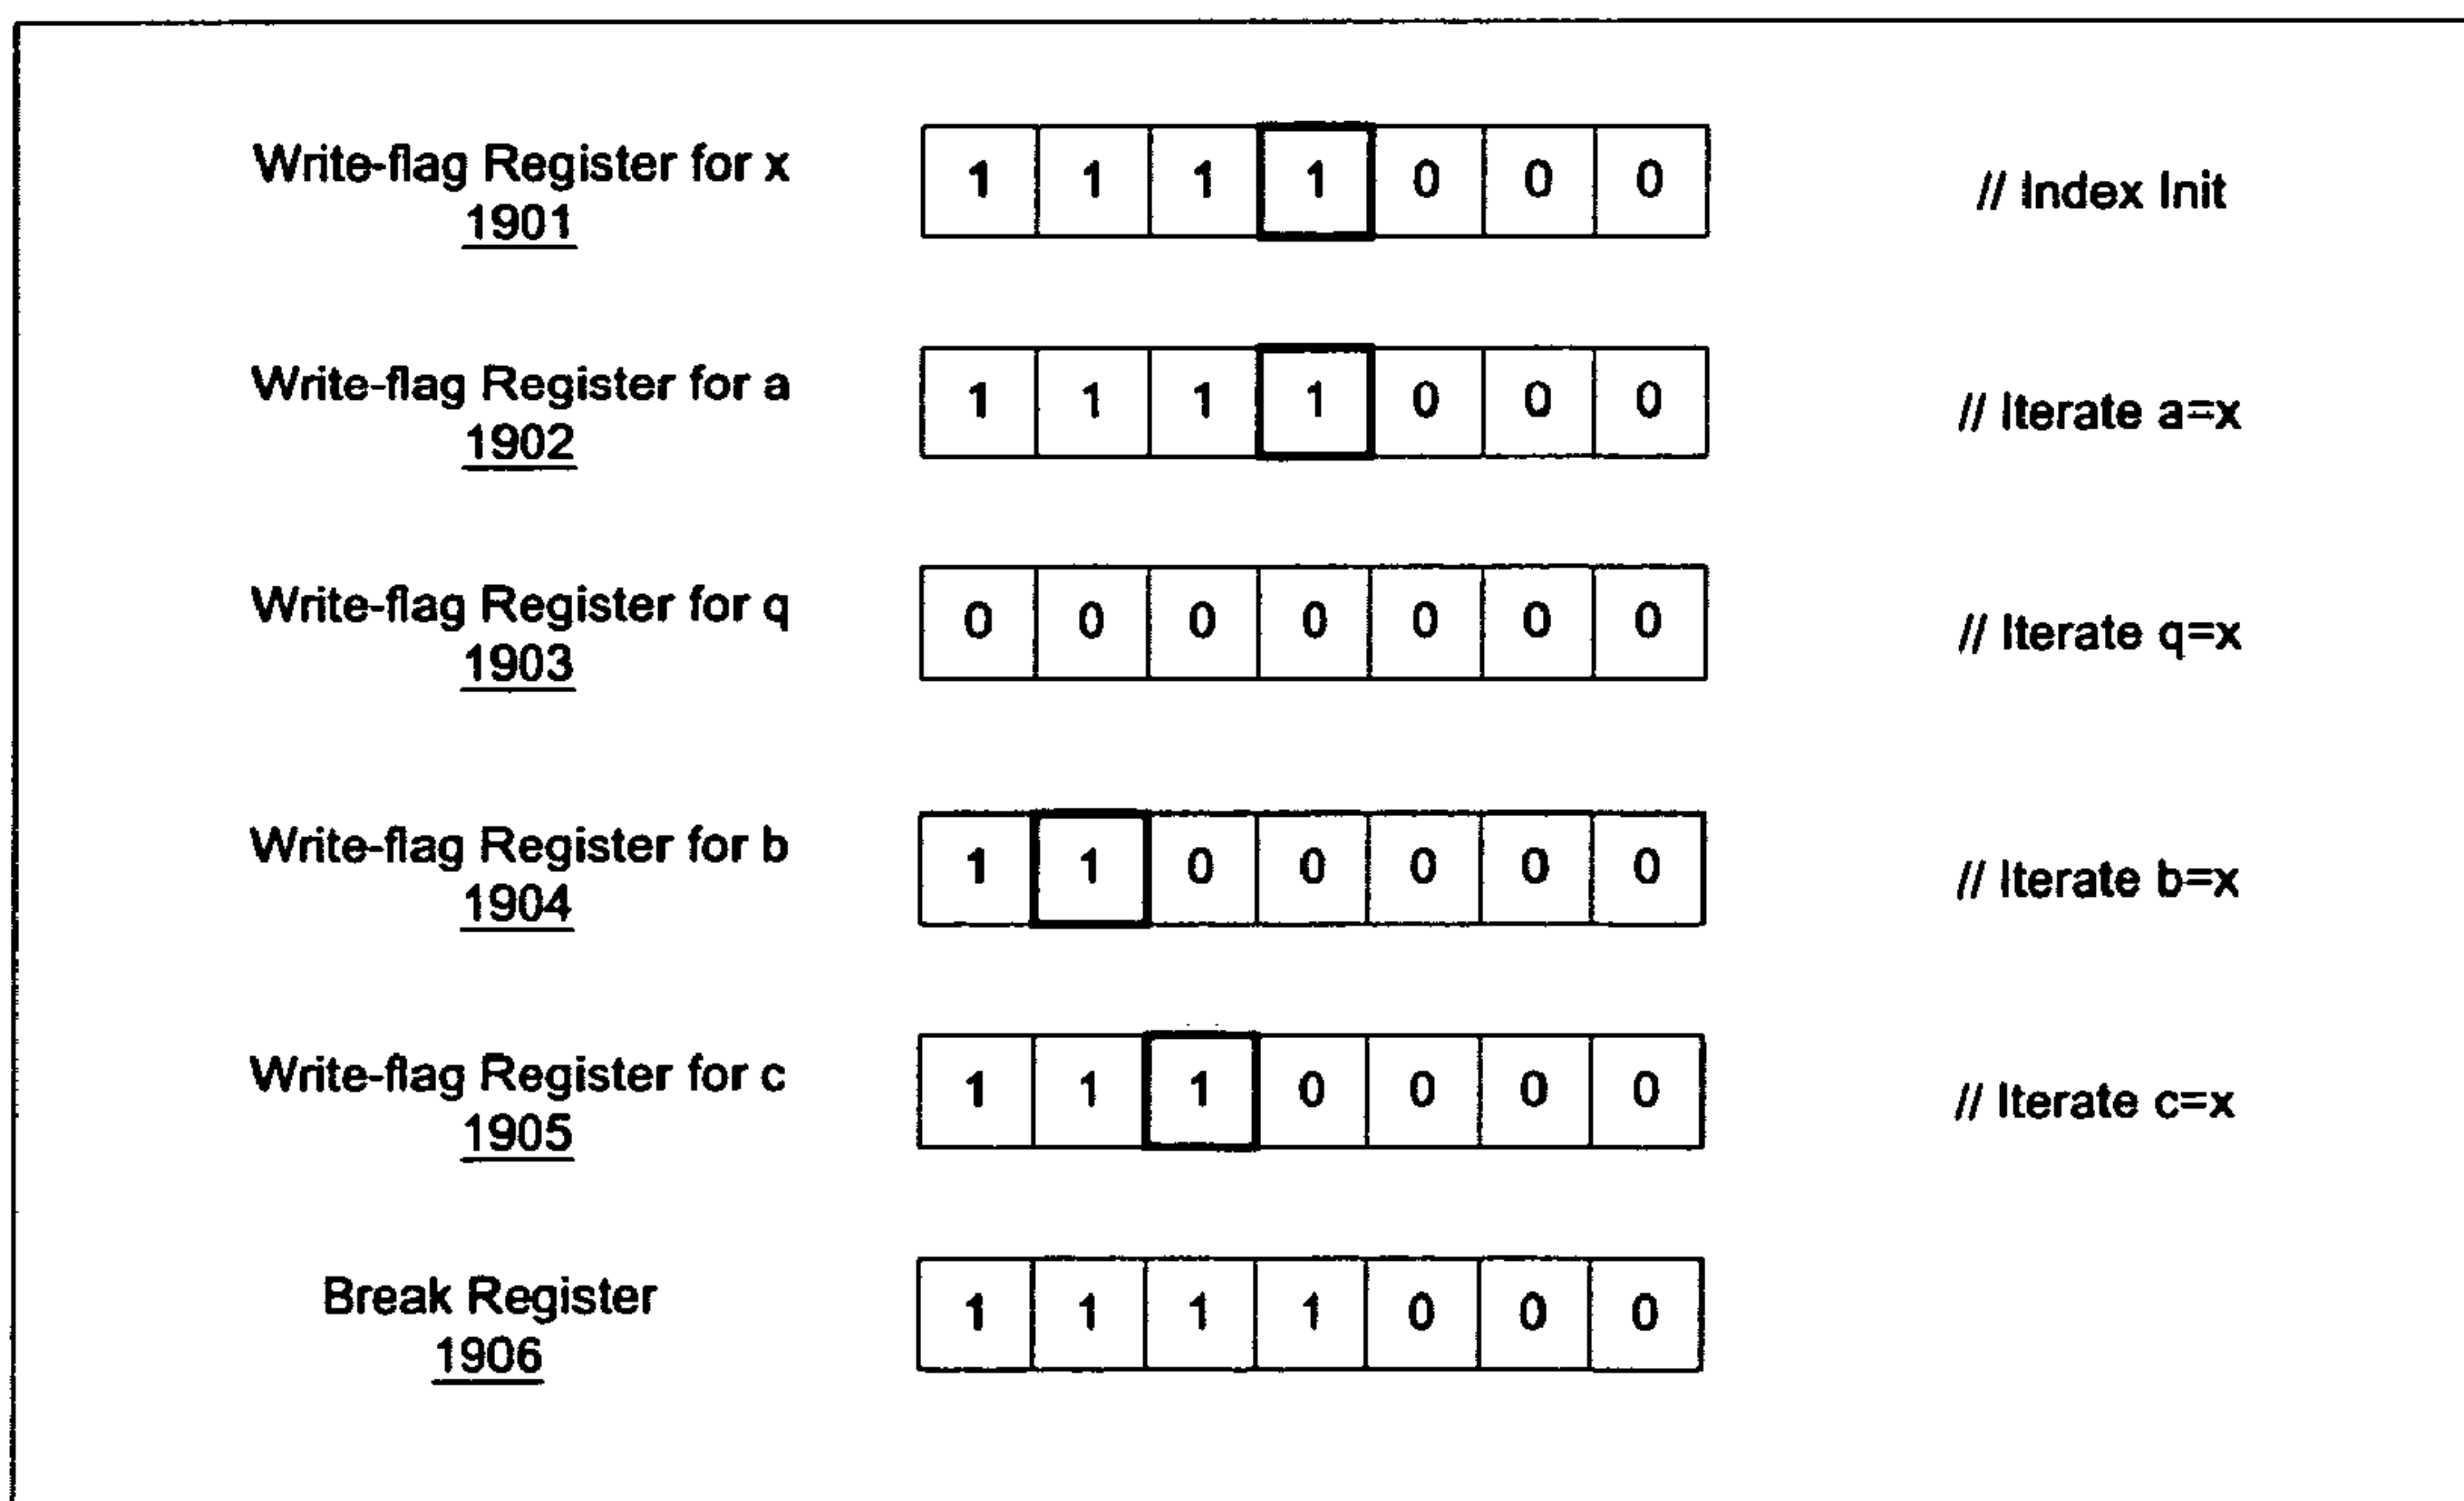 Write-flag Register for x
1901
1 1 1 1 0 0 0
// Index Init
Write-flag Register for a
1902
1 1 1 1 0 0 0
// Iterate a=x
Write-flag Register for q
1903
0 0 0 0 0 0 0
// Iterate q=x
Write-flag Register for b
1904
1 1 0 0 0 0 0
// Iterate b=x
Write-flag Register for c
1905
1 1 1 0 0 0 0
// Iterate c=x
Break Register
1906
1 1 1 1 0 0 0